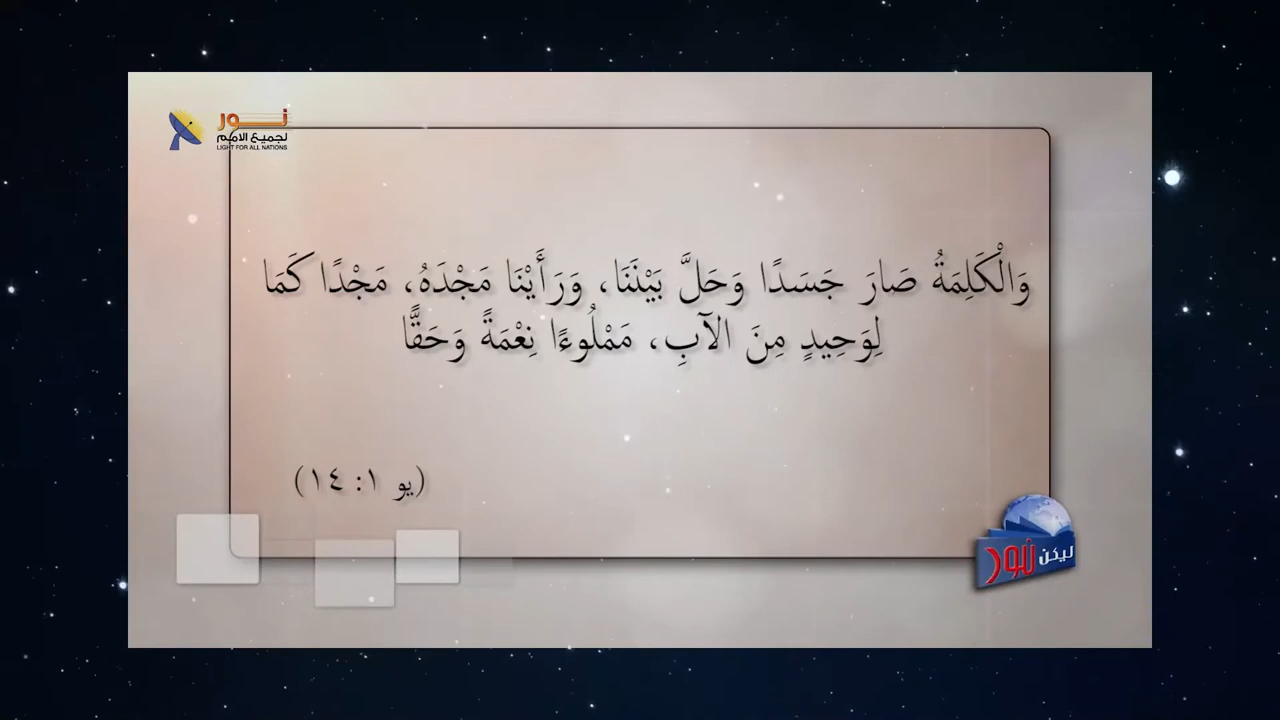 نور
لجميع الامم
LIGHT FOR ALL NATIONS
وَالْكَلِمَةُ صَارَ جَسَدًا وَحَلَّ بَيْنَنَا، وَرَأَيْنَا مَجْدَهُ، مَجْدًا كَمَا
لِوَحِيدٍ مِنَ الآبِ، مَمْلُوءًا نِعْمَةً وَحَقًّا
(يو ١: ١٤)
ليكن نور